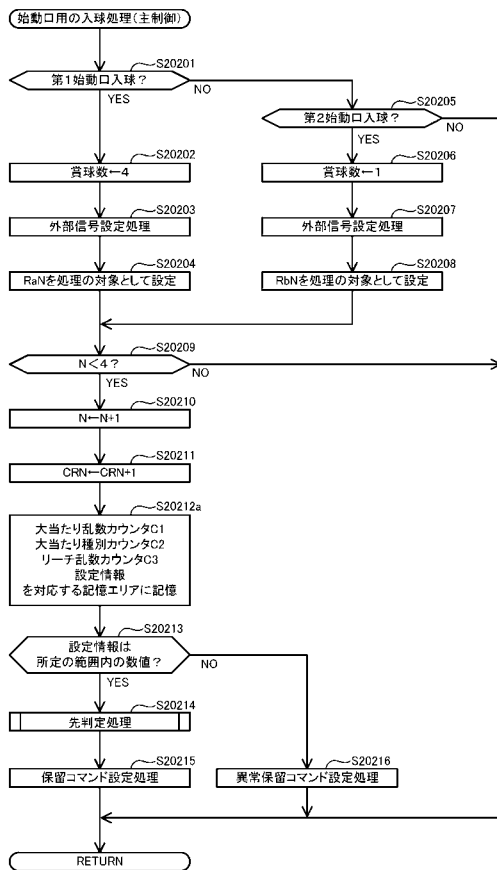 始動口用の入球処理(主制御)
S20201
第1始動口入球？
NO
YES
S20205
第2始動口入球？
NO
YES
S20202
賞球数←4
S20206
賞球数←1
S20203
外部信号設定処理
S20207
外部信号設定処理
S20204
RaNを処理の対象として設定
S20208
RbNを処理の対象として設定
S20209
N＜4？
NO
YES
S20210
N←N+1
S20211
CRN←CRN+1
S20212a
大当たり乱数カウンタC1
大当たり種別カウンタC2
リーチ乱数カウンタC3
設定情報
を対応する記憶エリアに記憶
S20213
設定情報は
所定の範囲内の数値？
NO
YES
S20214
先判定処理
S20215
保留コマンド設定処理
S20216
異常保留コマンド設定処理
RETURN